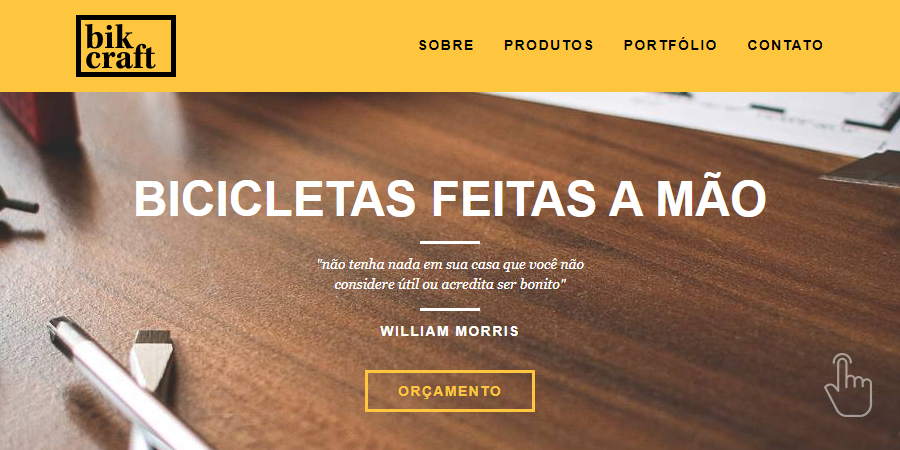 bik
craft
SOBRE PRODUTOS PORTFÓLIO CONTATO
BICICLETAS FEITAS A MÃO
"não tenha nada em sua casa que você não
considere útil ou acredita ser bonito"
WILLIAM MORRIS
ORÇAMENTO